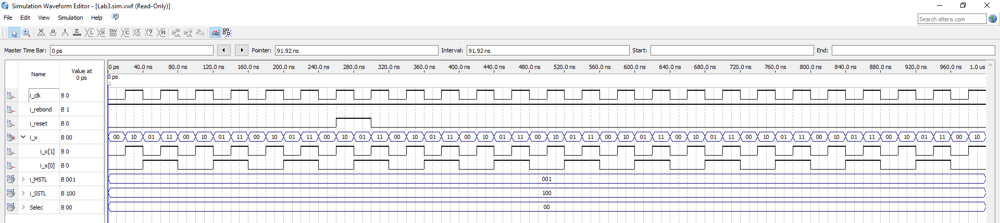 Simulation Waveform Editor - [Lab3.sim.vwf (Read-Only)]
File Edit View Simulation Help
Search altera.com
Master Time Bar: 0 ps Pointer: 91.92 ns Interval: 91.92 ns Start: End:
Name Value at 0 ps
0 ps 40.0 ns 80.0 ns 120.0 ns 160.0 ns 200.0 ns 240.0 ns 280.0 ns 320.0 ns 360.0 ns 400.0 ns 440.0 ns 480.0 ns 520.0 ns 560.0 ns 600.0 ns 640.0 ns 680.0 ns 720.0 ns 760.0 ns 800.0 ns 840.0 ns 880.0 ns 920.0 ns 960.0 ns 1.0 us
0 ps
i_clk B 0
i_rebond B 1
i_reset B 0
i_x B 00 00 10 01 11 00 10 01 11 00 10 01 11 00 10 01 11 00 10 01 11 00 10 01 11 00 10 01 11 00 10 01 11 00 10 01 11 00 10 01 11 00 10 01 11 00 10 01 11 00 10
i_x[1] B 0
i_x[0] B 0
i_MSTL B 001 001
i_SSTL B 100 100
Selec B 00 00